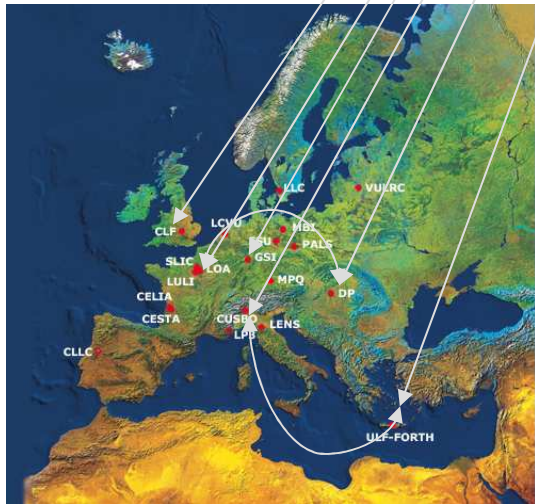 LLC
VULRC
CLF
LCVU
MBI
FSU
PALS
SLIC
LOA
GSI
LULI
MPQ
DP
CELIA
CESTA
CUSBO
LENS
LPB
CLLC
ULF-FORTH